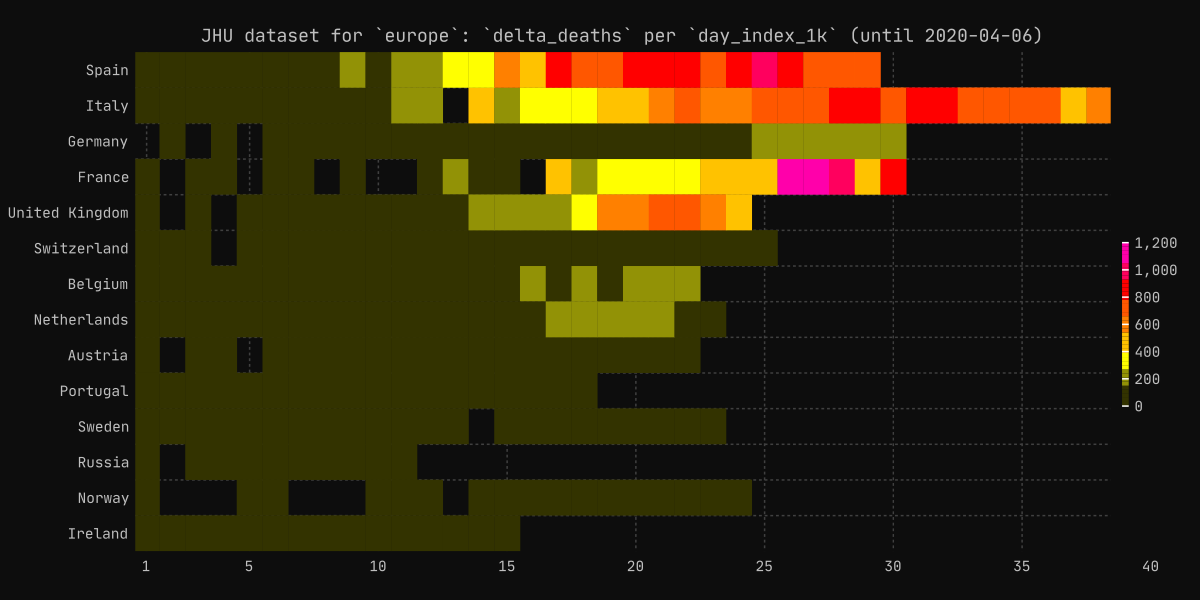 JHU dataset for `europe`: `delta_deaths` per `day_index_1k` (until 2020-04-06)
Spain
Italy
Germany
France
United Kingdom
Switzerland
Belgium
Netherlands
Austria
Portugal
Sweden
Russia
Norway
Ireland
1,200
1,000
800
600
400
200
0
1 5 10 15 20 25 30 35 40